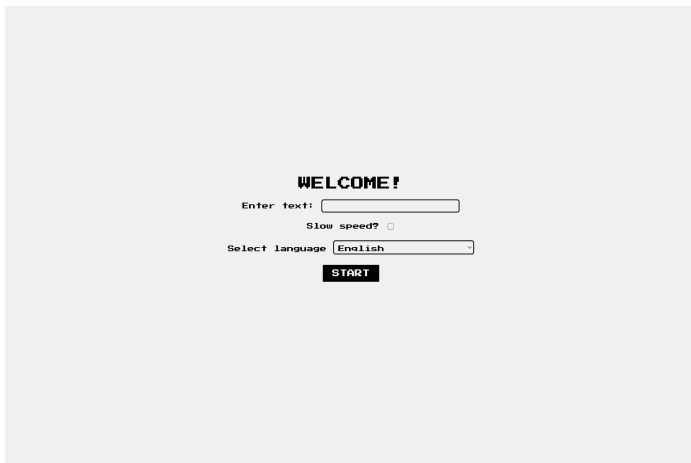 WELCOME!
Enter text:
Slow speed?
Select language English
START